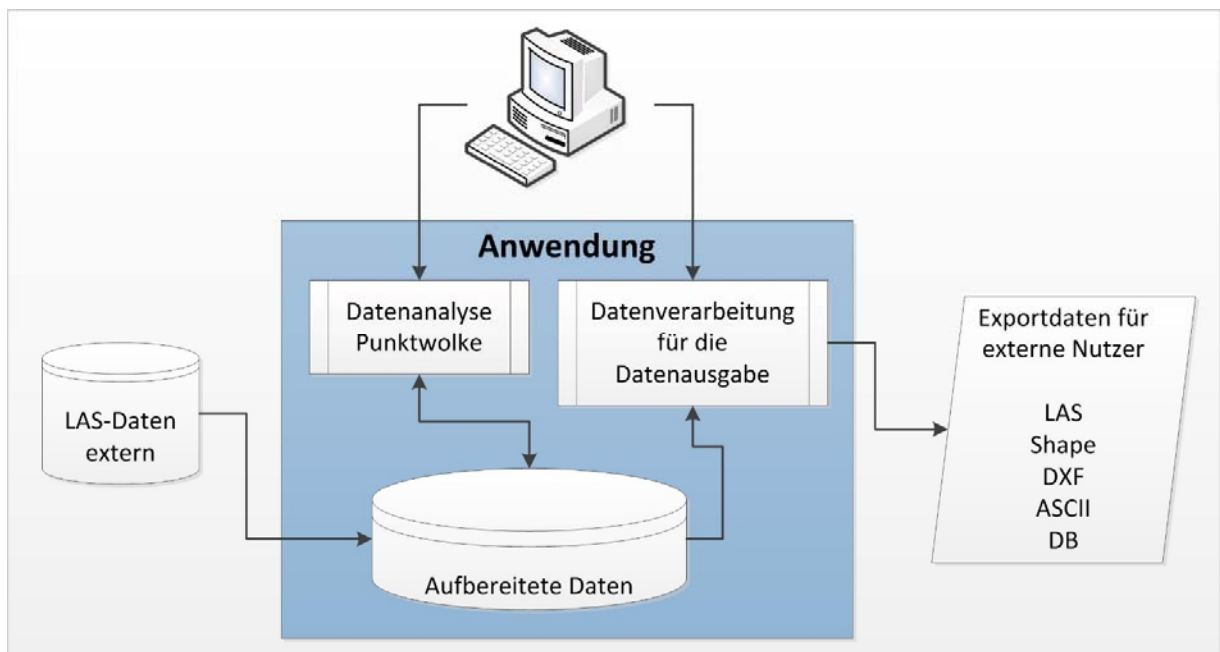 Anwendung
Datenanalyse
Punktwolke
Datenverarbeitung
für die
Datenausgabe
LAS-Daten
extern
Aufbereitete Daten
Exportdaten für
externe Nutzer
LAS
Shape
DXF
ASCII
DB